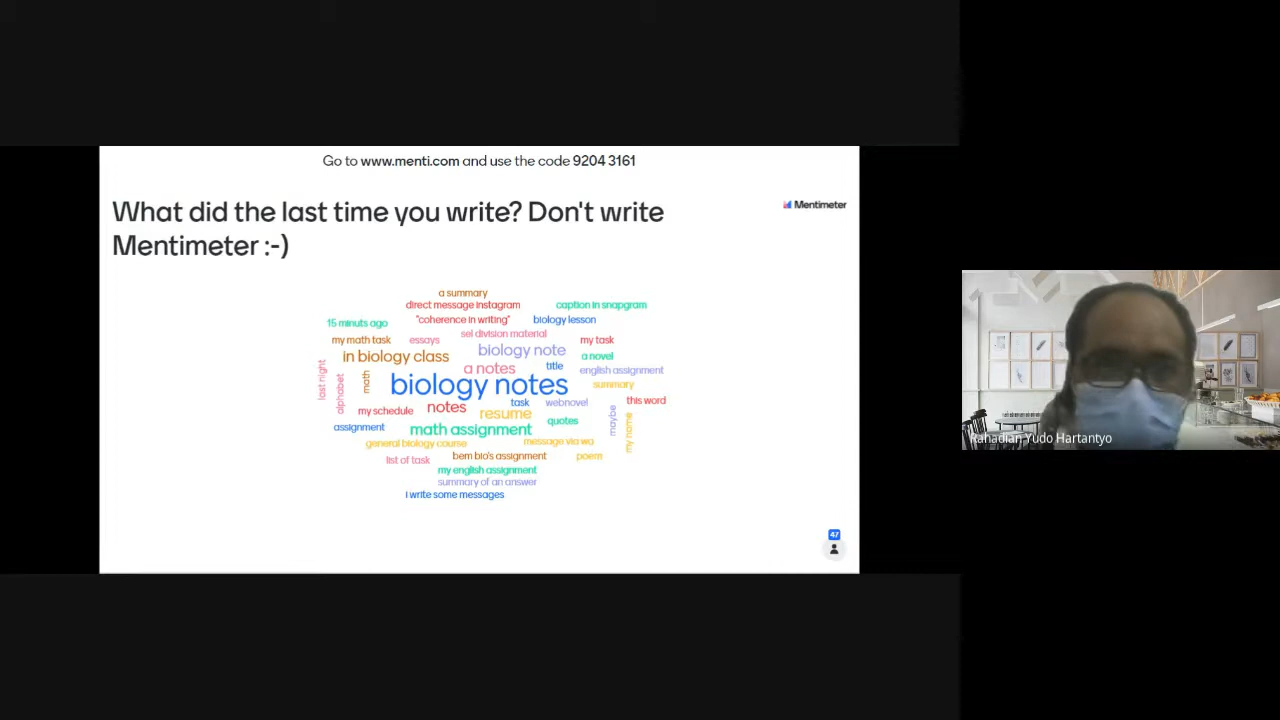 Go to www.menti.com and use the code 9204 3161
What did the last time you write? Don't write
Mentimeter :-)
Mentimeter
a summary
direct message instagram
caption in snapgram
15 minuts ago
"coherence in writing"
biology lesson
my math task
essays
sel division material
my task
in biology class
biology note
a novel
last night
alphabet
math
a notes
title
english assignment
biology notes
summary
my schedule
notes
resume
task
webnovel
this word
assignment
math assignment
quotes
maybe
my name
general biology course
message via wa
list of task
bem bio's assignment
poem
my english assignment
summary of an answer
i write some messages
47
Rahadian Yudo Hartantyo